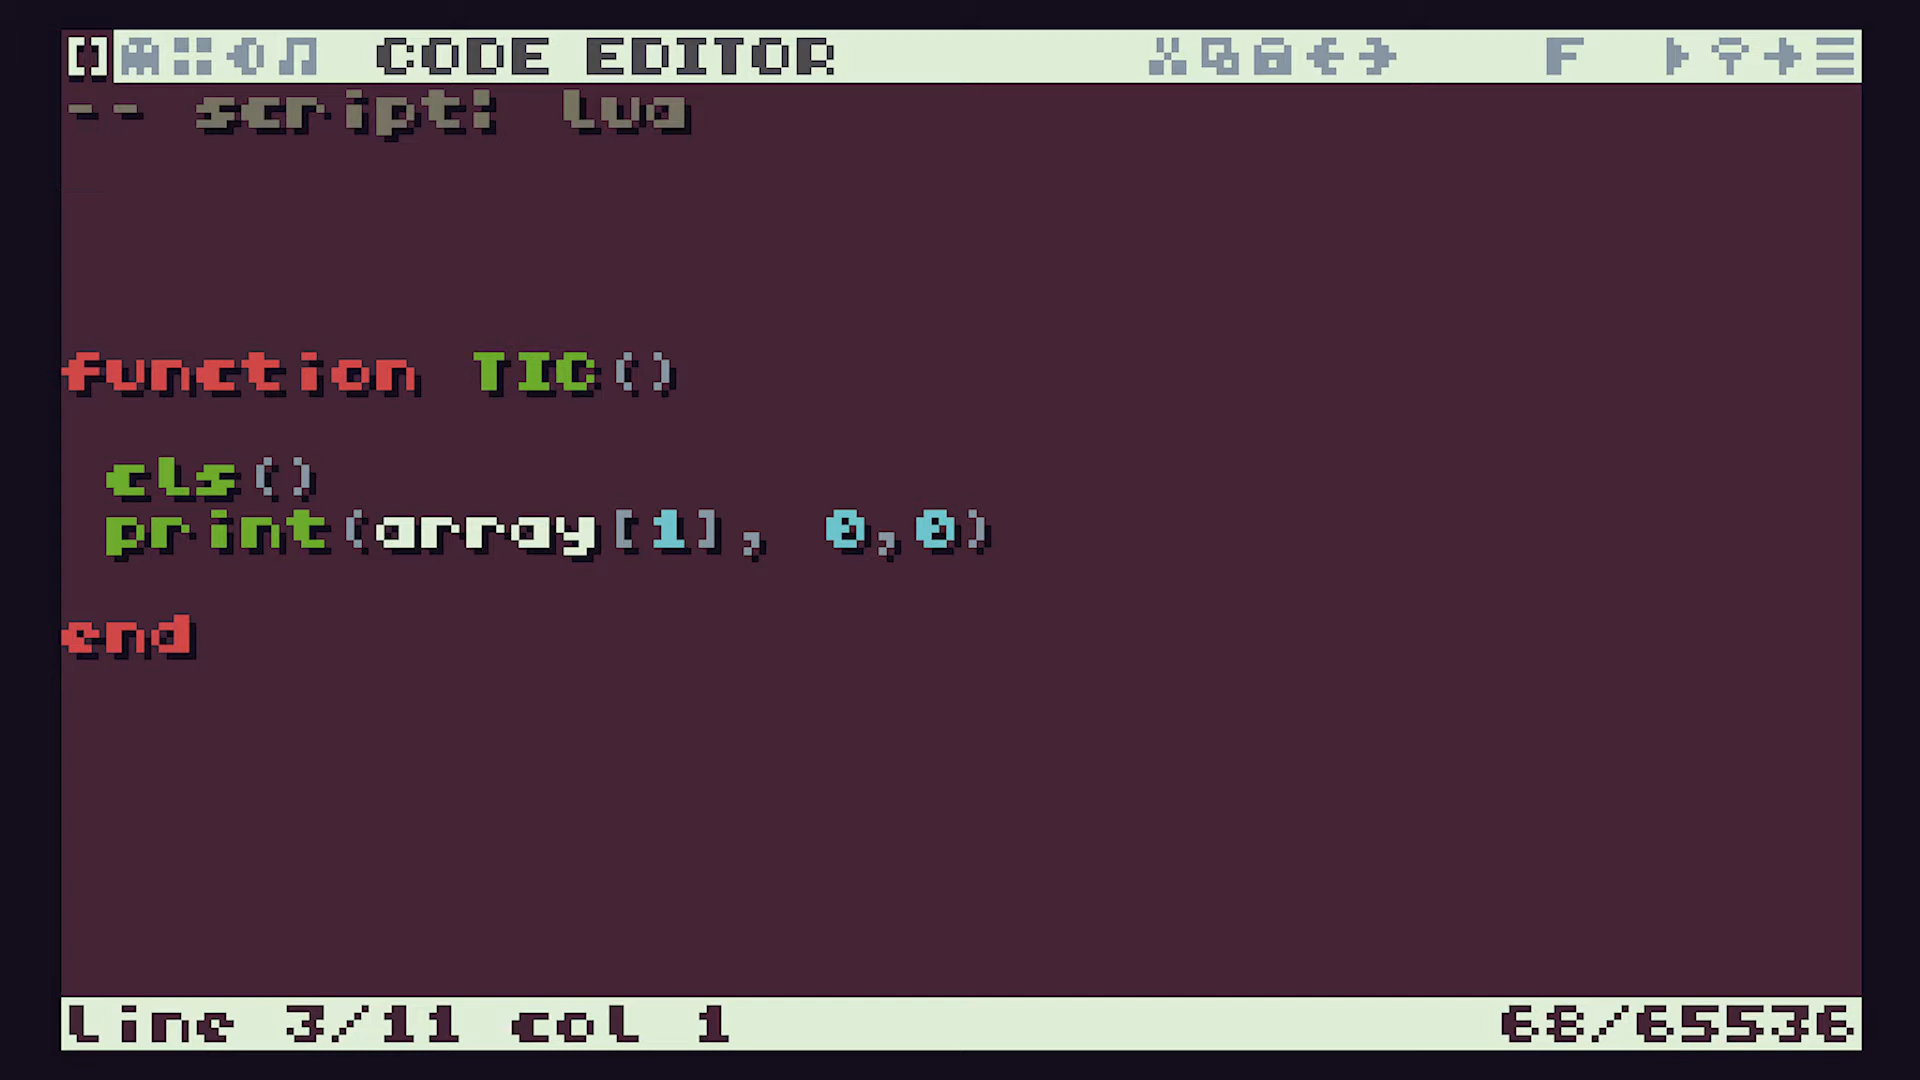 CODE EDITOR F
-- script: lua
function TIC()
cls()
print(array[1], 0,0)
end
line 3/11 col 1 68/65536